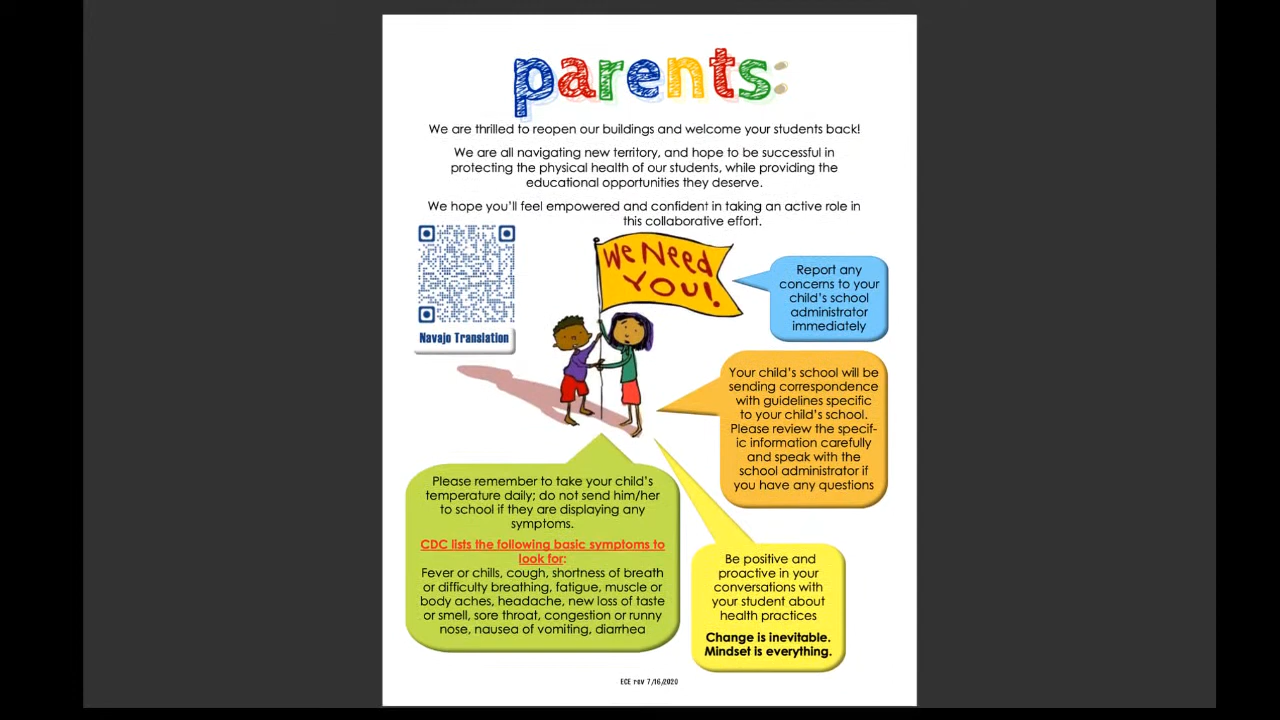 parents:
We are thrilled to reopen our buildings and welcome your students back!
We are all navigating new territory, and hope to be successful in
protecting the physical health of our students, while providing the
educational opportunities they deserve.
We hope you'll feel empowered and confident in taking an active role in
this collaborative effort.
Navajo Translation
We Need
YOU!
Report any
concerns to your
child's school
administrator
immediately
Your child's school will be
sending correspondence
with guidelines specific
to your child's school.
Please review the specif-
ic information carefully
and speak with the
school administrator if
you have any questions
Please remember to take your child's
temperature daily; do not send him/her
to school if they are displaying any
symptoms.
CDC lists the following basic symptoms to
look for:
Fever or chills, cough, shortness of breath
or difficulty breathing, fatigue, muscle or
body aches, headache, new loss of taste
or smell, sore throat, congestion or runny
nose, nausea of vomiting, diarrhea
Be positive and
proactive in your
conversations with
your student about
health practices
Change is inevitable.
Mindset is everything.
ECE rev 7/16/2020